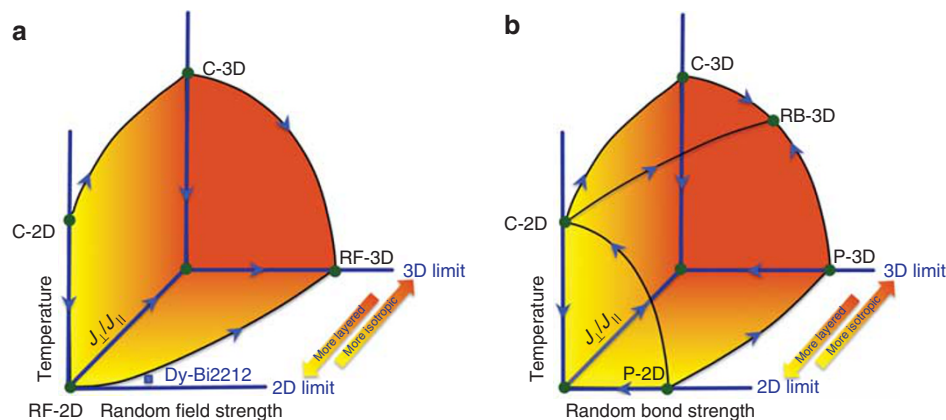 a
C-3D
C-2D
RF-3D
3D limit
Temperature
J⊥/J||
More layered
More isotropic
Dy-Bi2212
2D limit
RF-2D
Random field strength
b
C-3D
RB-3D
C-2D
P-3D
3D limit
Temperature
J⊥/J||
More layered
More isotropic
P-2D
2D limit
Random bond strength